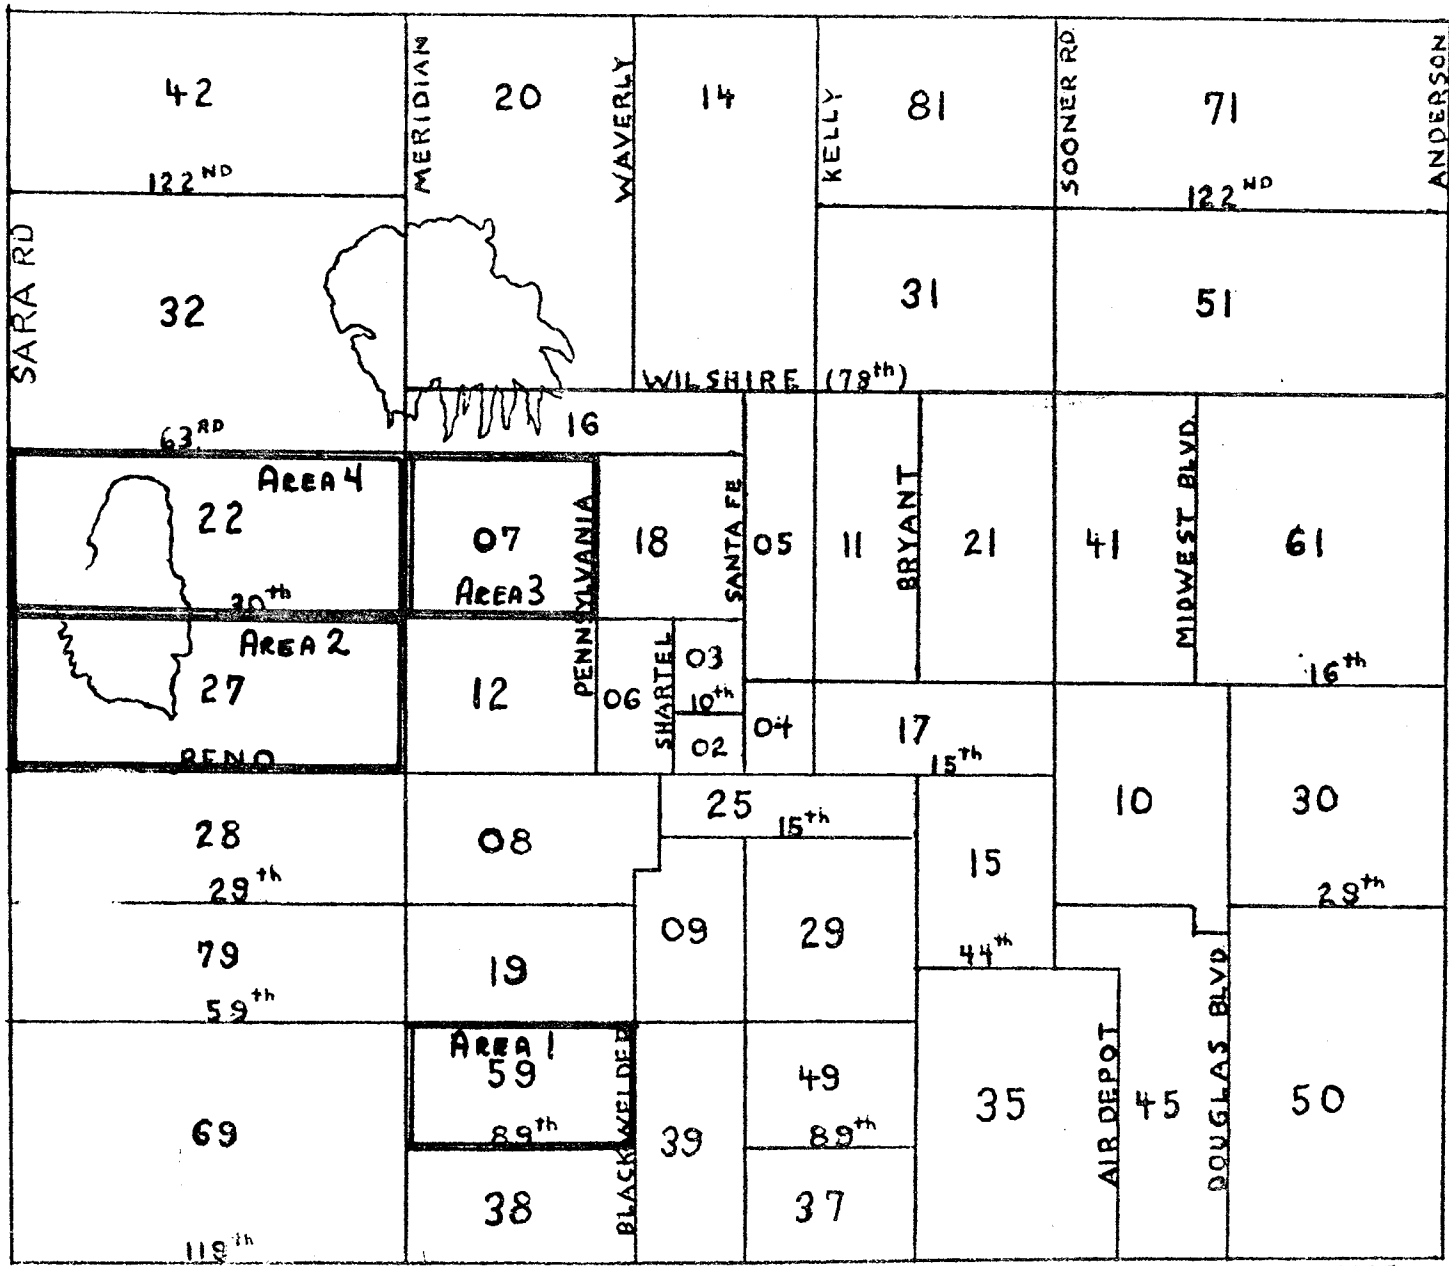 42
MERIDIAN
20
WAVERLY
14
KELLY
81
SOONER RD.
71
ANDERSON
122ND
122ND
SARA RD
32
31
51
WILSHIRE (78th)
63RD
16
AREA 4
22
30th
07
AREA 3
PENNSYLVANIA
18
SANTA FE
05
11
BRYANT
21
41
MIDWEST BLVD.
61
16th
AREA 2
27
RENO
12
06
SHARTEL
03
10th
02
04
17
15th
10
30
28
29th
08
25
15th
15
29th
79
59th
19
09
29
44th
AREA 1
59
89th
BLACKWELDER
69
119th
38
39
49
89th
37
35
AIR DEPOT
45
DOUGLAS BLVD
50